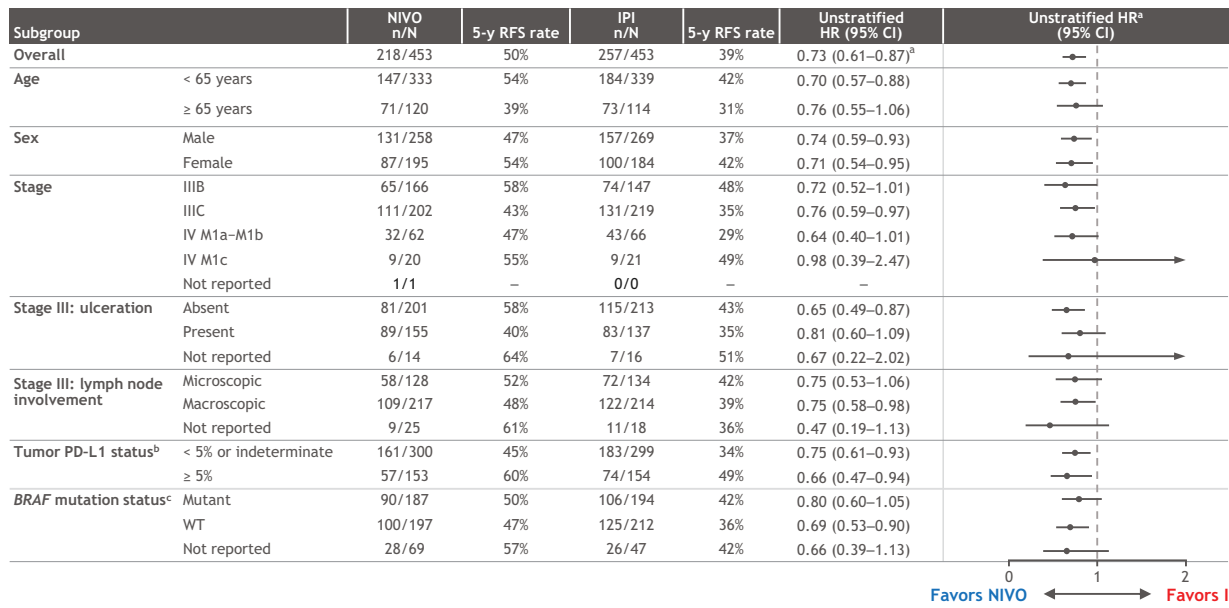 Subgroup NIVO n/N 5-y RFS rate IPI n/N 5-y RFS rate Unstratified HR (95% CI) Unstratified HRᵃ (95% CI)
Overall 218/453 50% 257/453 39% 0.73 (0.61–0.87)ᵃ
Age < 65 years 147/333 54% 184/339 42% 0.70 (0.57–0.88)
≥ 65 years 71/120 39% 73/114 31% 0.76 (0.55–1.06)
Sex Male 131/258 47% 157/269 37% 0.74 (0.59–0.93)
Female 87/195 54% 100/184 42% 0.71 (0.54–0.95)
Stage IIIB 65/166 58% 74/147 48% 0.72 (0.52–1.01)
IIIC 111/202 43% 131/219 35% 0.76 (0.59–0.97)
IV M1a–M1b 32/62 47% 43/66 29% 0.64 (0.40–1.01)
IV M1c 9/20 55% 9/21 49% 0.98 (0.39–2.47)
Not reported 1/1 – 0/0 – –
Stage III: ulceration Absent 81/201 58% 115/213 43% 0.65 (0.49–0.87)
Present 89/155 40% 83/137 35% 0.81 (0.60–1.09)
Not reported 6/14 64% 7/16 51% 0.67 (0.22–2.02)
Stage III: lymph node involvement Microscopic 58/128 52% 72/134 42% 0.75 (0.53–1.06)
Macroscopic 109/217 48% 122/214 39% 0.75 (0.58–0.98)
Not reported 9/25 61% 11/18 36% 0.47 (0.19–1.13)
Tumor PD-L1 statusᵇ < 5% or indeterminate 161/300 45% 183/299 34% 0.75 (0.61–0.93)
≥ 5% 57/153 60% 74/154 49% 0.66 (0.47–0.94)
BRAF mutation statusᶜ Mutant 90/187 50% 106/194 42% 0.80 (0.60–1.05)
WT 100/197 47% 125/212 36% 0.69 (0.53–0.90)
Not reported 28/69 57% 26/47 42% 0.66 (0.39–1.13)
0 1 2
Favors NIVO Favors I